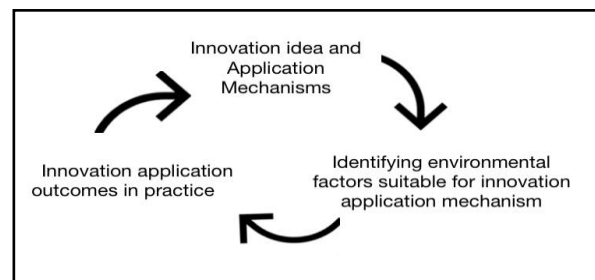 Innovation idea and
Application
Mechanisms
Identifying environmental
factors suitable for innovation
application mechanism
Innovation application
outcomes in practice